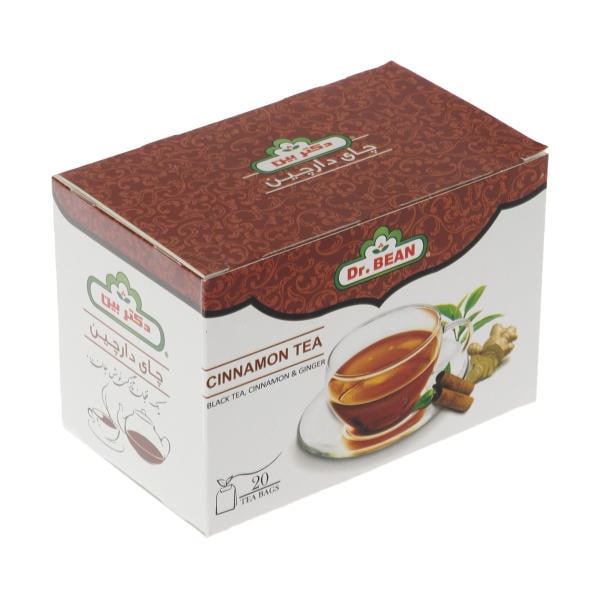 دکتر بین
چای دارچین
Dr. BEAN
®
CINNAMON TEA
BLACK TEA, CINNAMON & GINGER
20
TEA BAGS
دکتر بین
®
چای دارچین